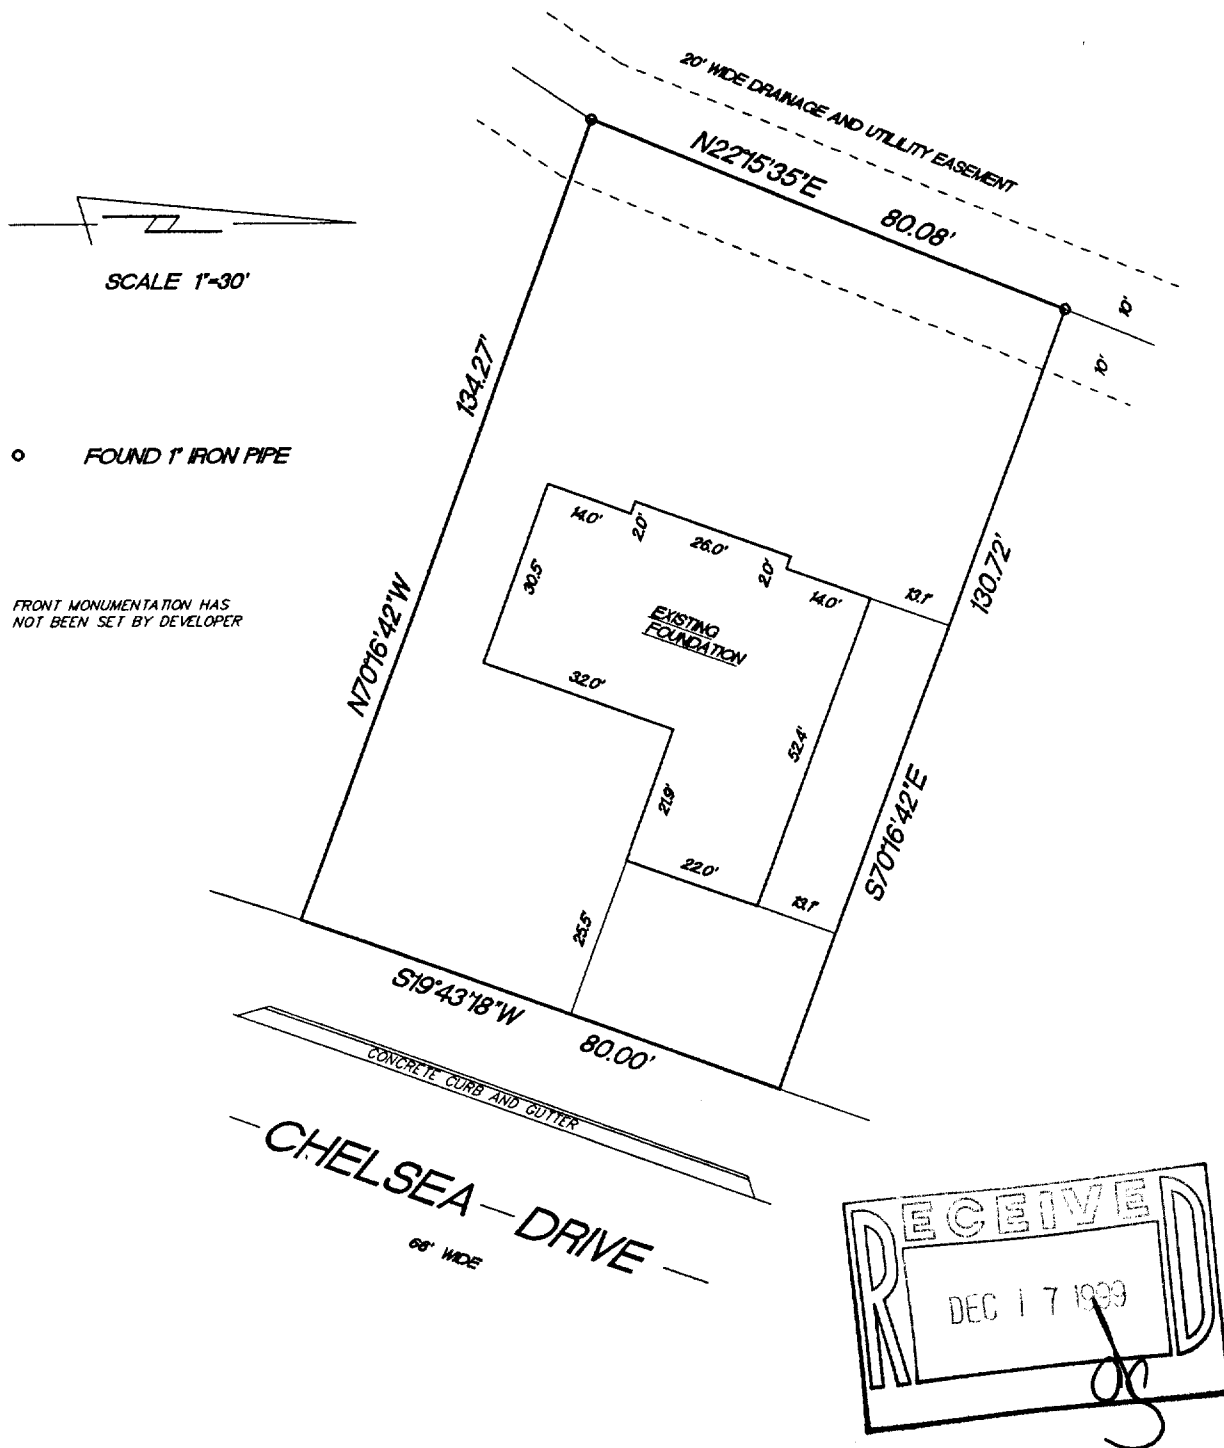 20' WIDE DRAINAGE AND UTILILITY EASEMENT
N22°15'35"E
80.08'
10'
10'
SCALE 1"=30'
134.27'
FOUND 1" IRON PIPE
14.0'
2.0'
26.0'
2.0'
14.0'
13.1'
130.72'
30.5'
EXISTING
FOUNDATION
FRONT MONUMENTATION HAS
NOT BEEN SET BY DEVELOPER
N70°16'42"W
32.0'
52.4'
21.9'
S70°16'42"E
22.0'
13.1'
25.5'
S19°43'18"W
80.00'
CONCRETE CURB AND GUTTER
CHELSEA DRIVE
66' WIDE
RECEIVED
DEC 17 1999